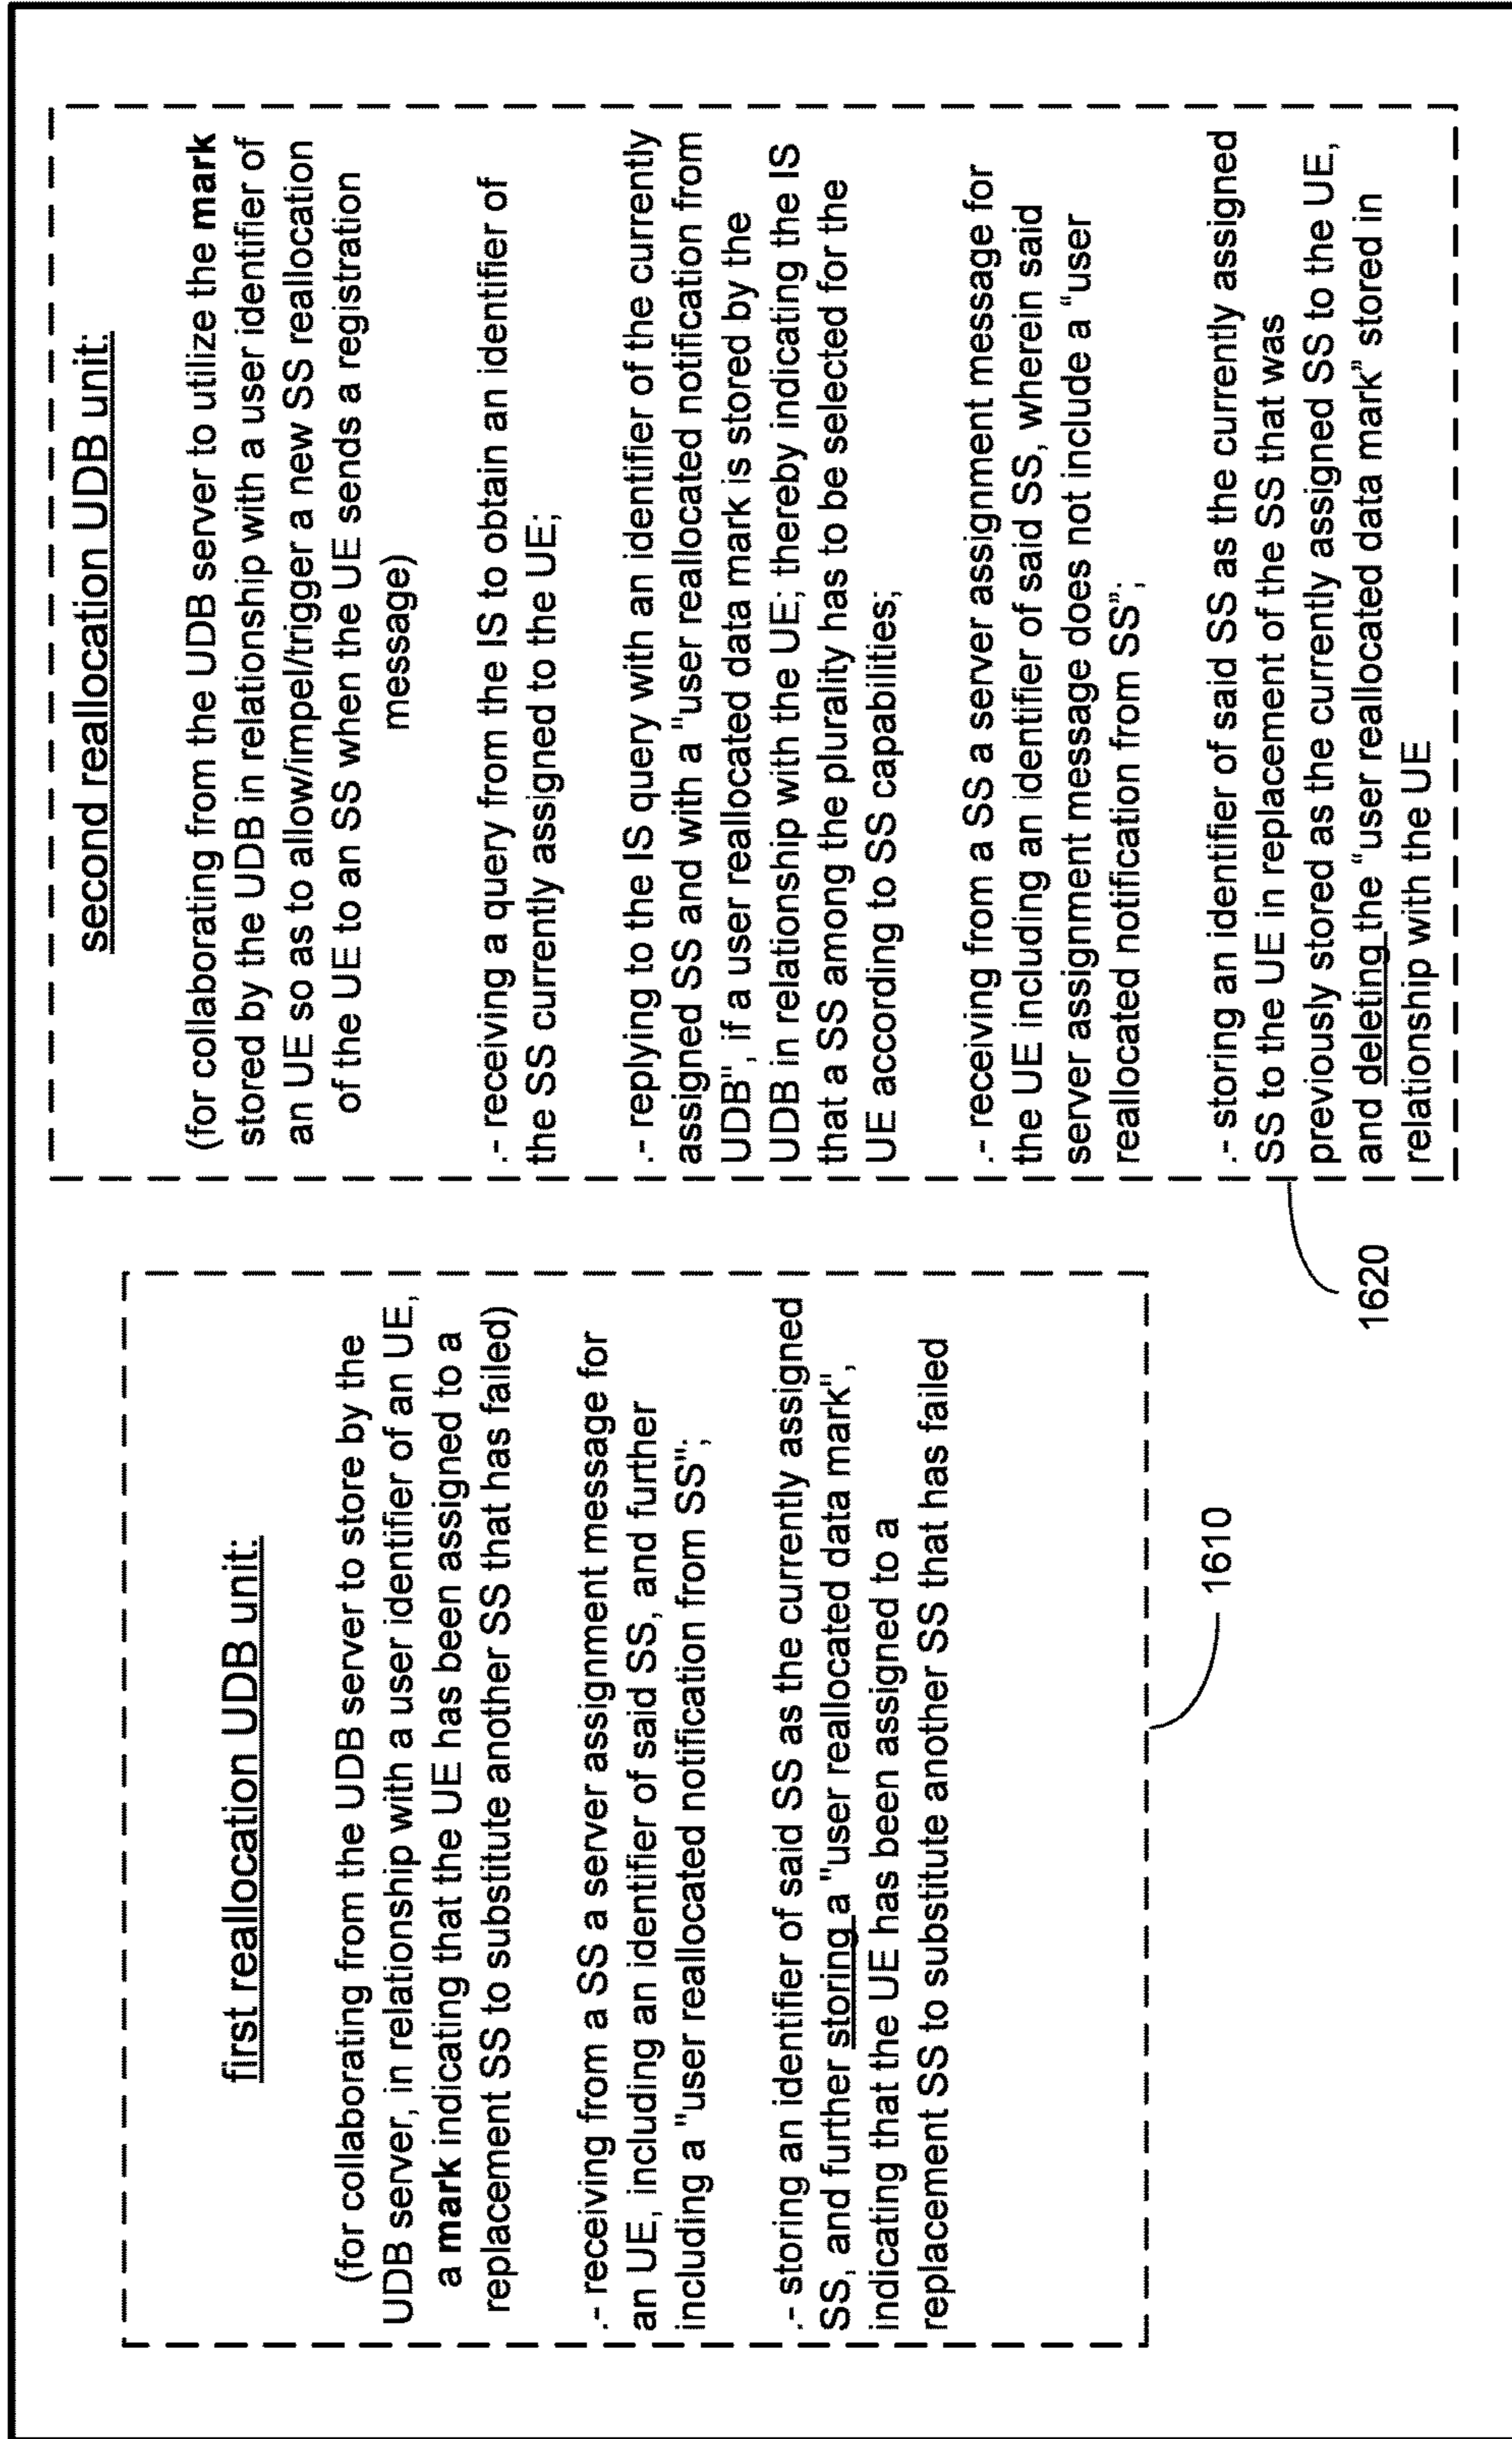 first reallocation UDB unit:
(for collaborating from the UDB server to store by the
UDB server, in relationship with a user identifier of an UE,
a mark indicating that the UE has been assigned to a
replacement SS to substitute another SS that has failed)
.- receiving from a SS a server assignment message for
an UE, including an identifier of said SS, and further
including a "user reallocated notification from SS";
.- storing an identifier of said SS as the currently assigned
SS, and further storing a "user reallocated data mark",
indicating that the UE has been assigned to a
replacement SS to substitute another SS that has failed
1610
second reallocation UDB unit:
(for collaborating from the UDB server to utilize the mark
stored by the UDB in relationship with a user identifier of
an UE so as to allow/impel/trigger a new SS reallocation
of the UE to an SS when the UE sends a registration
message)
.- receiving a query from the IS to obtain an identifier of
the SS currently assigned to the UE;
.- replying to the IS query with an identifier of the currently
assigned SS and with a "user reallocated notification from
UDB", if a user reallocated data mark is stored by the
UDB in relationship with the UE; thereby indicating the IS
that a SS among the plurality has to be selected for the
UE according to SS capabilities;
.- receiving from a SS a server assignment message for
the UE including an identifier of said SS, wherein said
server assignment message does not include a "user
reallocated notification from SS";
.- storing an identifier of said SS as the currently assigned
SS to the UE in replacement of the SS that was
previously stored as the currently assigned SS to the UE,
and deleting the "user reallocated data mark" stored in
relationship with the UE
1620